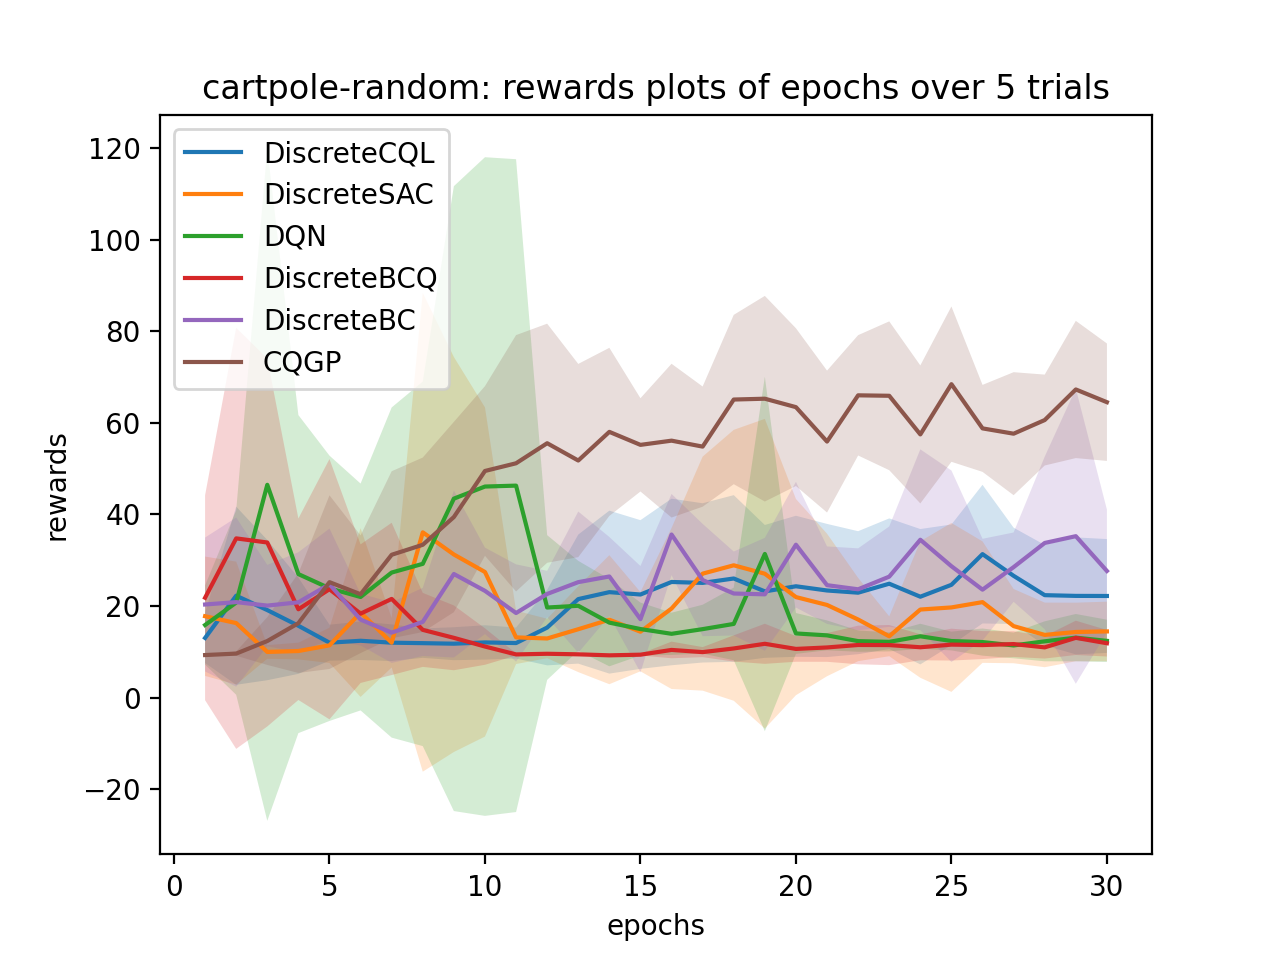 cartpole-random: rewards plots of epochs over 5 trials
DiscreteCQL
DiscreteSAC
DQN
DiscreteBCQ
DiscreteBC
CQGP
120
100
80
60
40
20
0
−20
rewards
0 5 10 15 20 25 30
epochs